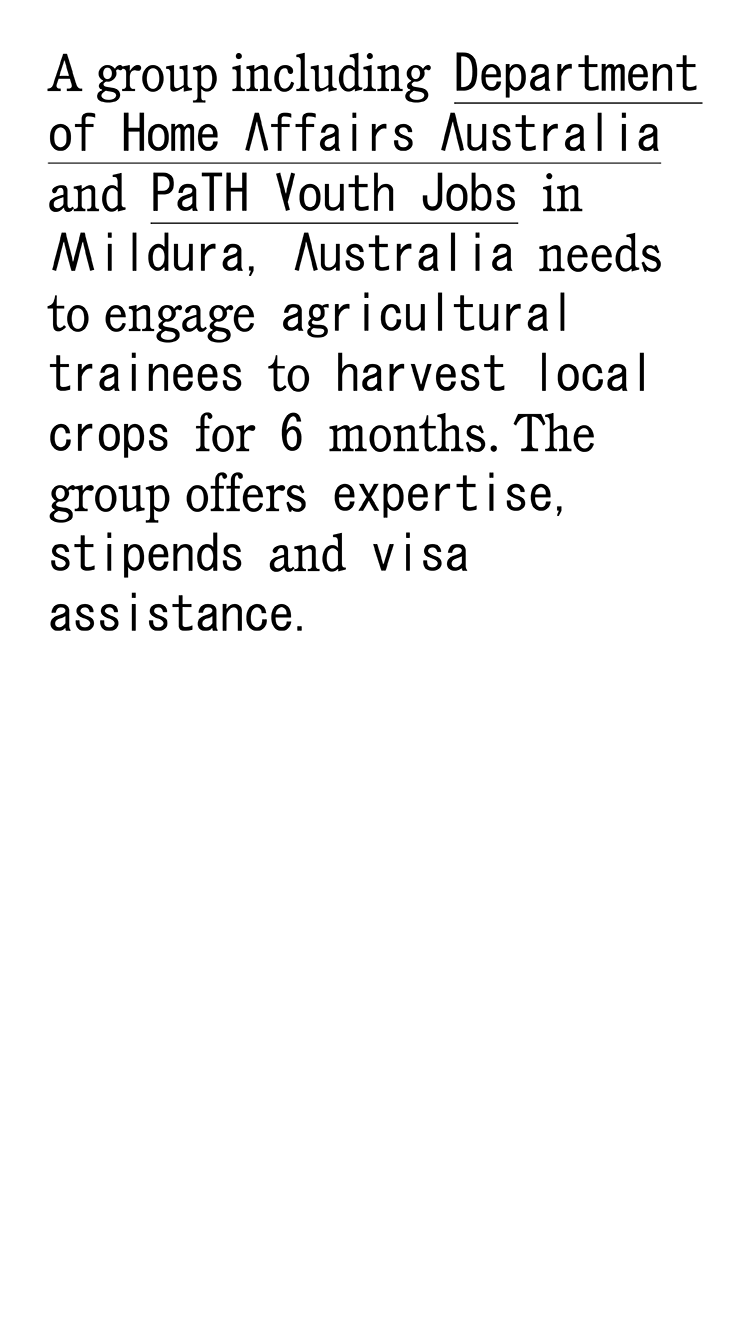 A group including Department
of Home Affairs Australia
and PaTH Youth Jobs in
Mildura, Australia needs
to engage agricultural
trainees to harvest local
crops for 6 months. The
group offers expertise,
stipends and visa
assistance.